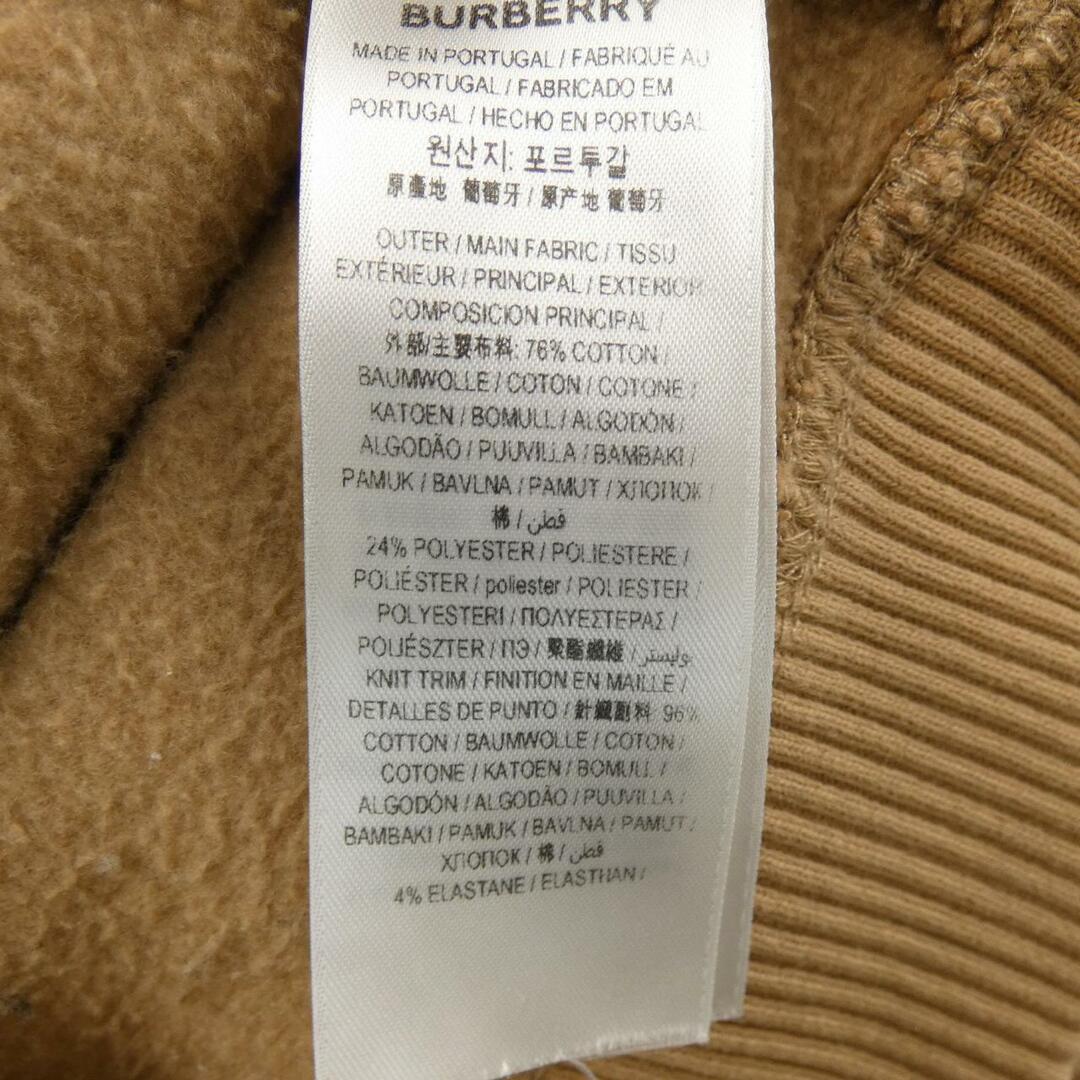 BURBERRY
MADE IN PORTUGAL / FABRIQUÉ AU
PORTUGAL / FABRICADO EM
PORTUGAL / HECHO EN PORTUGAL
원산지: 포르투갈
原產地 葡萄牙 / 原产地 葡萄牙
OUTER / MAIN FABRIC / TISSU
EXTÉRIEUR / PRINCIPAL / EXTERIOR
COMPOSICION PRINCIPAL /
外部/主要布料: 76% COTTON /
BAUMWOLLE / COTON / COTONE /
KATOEN / BOMULL / ALGODÓN /
ALGODÃO / PUUVILLA / BAMBAKI /
PAMUK / BAVLNA / PAMUT / ХЛОПОК /
棉 / قطن /
24% POLYESTER / POLIESTERE /
POLIÉSTER / poliester / POLIESTER /
POLYESTERI / ΠΟΛΥΕΣΤΕΡΑΣ /
POLIÉSZTER / ПЭ / 聚酯纖維 / بوليستر
KNIT TRIM / FINITION EN MAILLE /
DETALLES DE PUNTO / 針織副料 96%
COTTON / BAUMWOLLE / COTON /
COTONE / KATOEN / BOMULL /
ALGODÓN / ALGODÃO / PUUVILLA /
BAMBAKI / PAMUK / BAVLNA / PAMUT /
ХЛОПОК / 棉 / قطن /
4% ELASTANE / ELASTHAN /